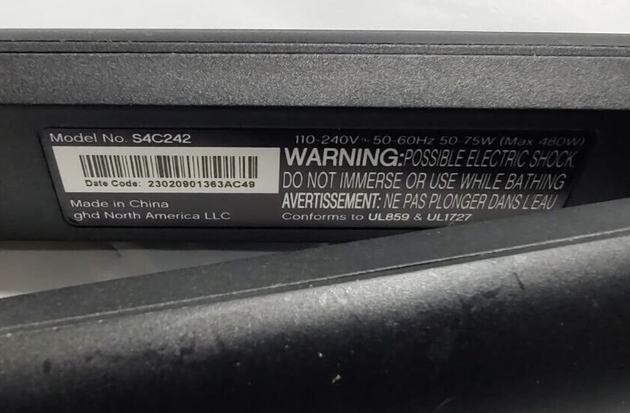 Model No. S4C242
Date Code: 23020901363AC49
Made in China
ghd North America LLC
110-240V~ 50-60Hz 50-75W (Max 480W)
WARNING:POSSIBLE ELECTRIC SHOCK
DO NOT IMMERSE OR USE WHILE BATHING
AVERTISSEMENT: NE PAS PLONGER DANS L'EAU
Conforms to UL859 & UL1727